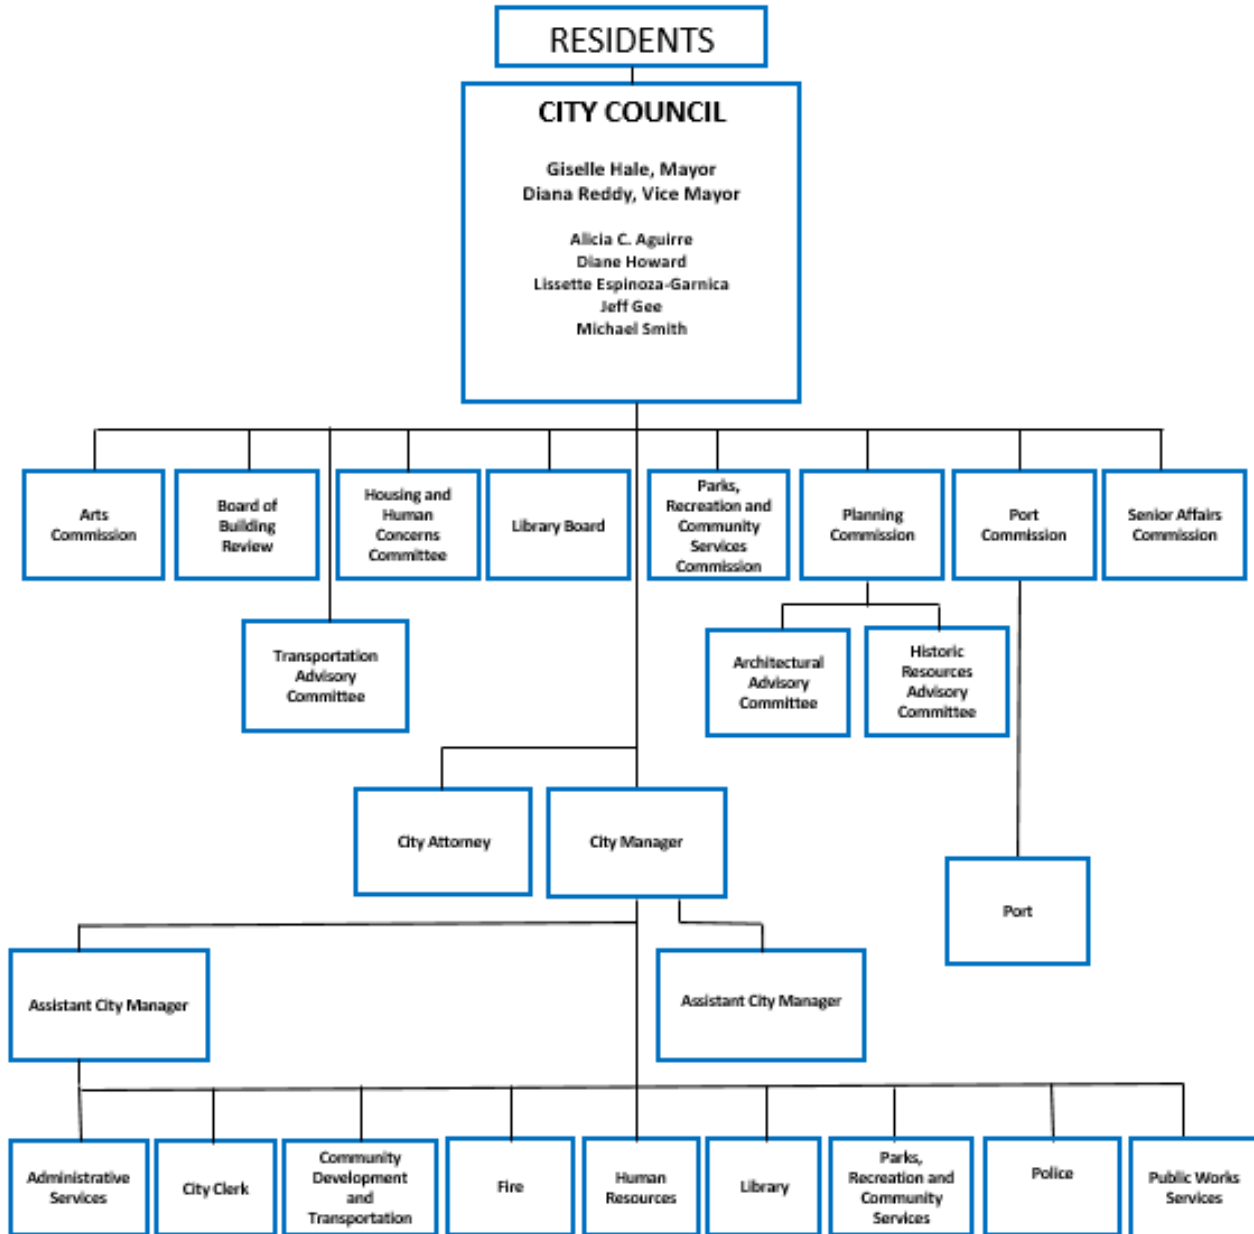 RESIDENTS
CITY COUNCIL
Giselle Hale, Mayor
Diana Reddy, Vice Mayor
Alicia C. Aguirre
Diane Howard
Lissette Espinoza-Garnica
Jeff Gee
Michael Smith
Arts
Commission
Board of
Building
Review
Housing and
Human
Concerns
Committee
Library Board
Parks,
Recreation and
Community
Services
Commission
Planning
Commission
Port
Commission
Senior Affairs
Commission
Transportation
Advisory
Committee
Architectural
Advisory
Committee
Historic
Resources
Advisory
Committee
City Attorney
City Manager
Port
Assistant City Manager
Assistant City Manager
Administrative
Services
City Clerk
Community
Development
and
Transportation
Fire
Human
Resources
Library
Parks,
Recreation and
Community
Services
Police
Public Works
Services